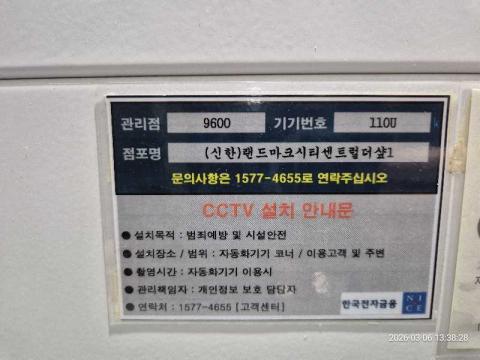 관리점 9600 기기번호 110U
점포명 (신한)랜드마크시티센트럴더샾1
문의사항은 1577-4655로 연락주십시오
CCTV 설치 안내문
● 설치목적 : 범죄예방 및 시설안전
● 설치장소 / 범위 : 자동화기기 코너 / 이용고객 및 주변
● 촬영시간 : 자동화기기 이용시
● 관리책임자 : 개인정보 보호 담당자
● 연락처 : 1577-4655 [고객센터]
한국전자금융 NICE
2026-03-06 13:38:28